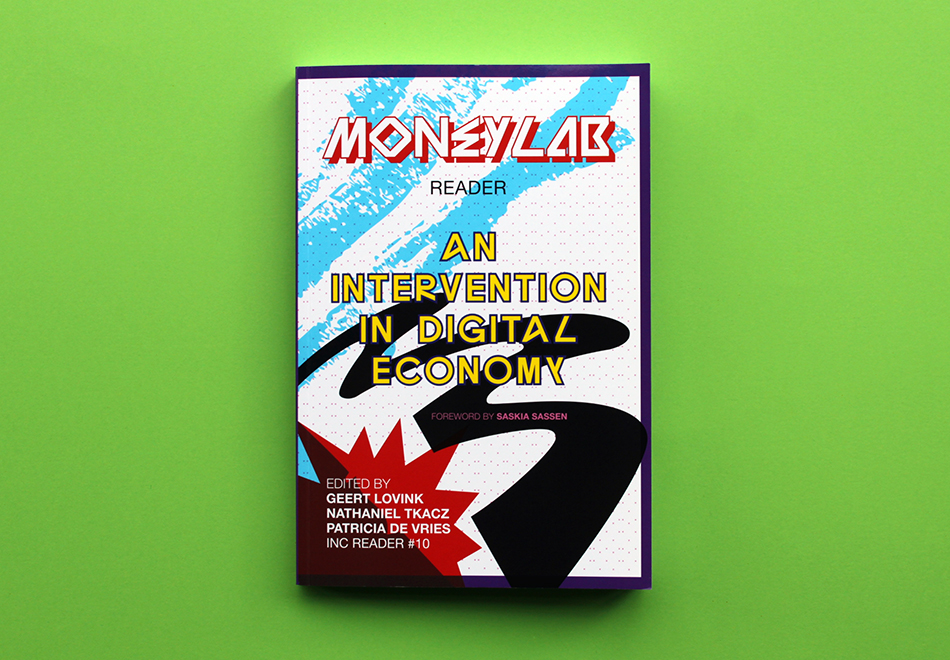 MONEYLAB
READER
AN
INTERVENTION
IN DIGITAL
ECONOMY
FOREWORD BY SASKIA SASSEN
EDITED BY
GEERT LOVINK
NATHANIEL TKACZ
PATRICIA DE VRIES
INC READER #10